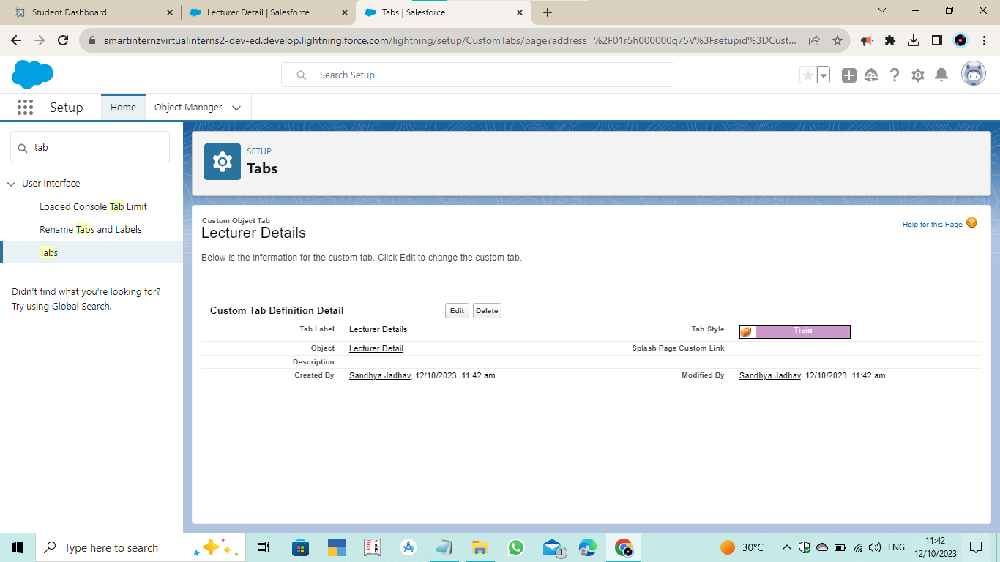 Student Dashboard
Lecturer Detail | Salesforce
Tabs | Salesforce
smartinternzvirtualinterns2-dev-ed.develop.lightning.force.com/lightning/setup/CustomTabs/page?address=%2F01r5h000000q75V%3Fsetupid%3DCust...
Search Setup
Setup
Home
Object Manager
tab
User Interface
Loaded Console Tab Limit
Rename Tabs and Labels
Tabs
Didn't find what you're looking for?
Try using Global Search.
SETUP
Tabs
Custom Object Tab
Lecturer Details
Help for this Page ?
Below is the information for the custom tab. Click Edit to change the custom tab.
Custom Tab Definition Detail
Edit
Delete
Tab Label Lecturer Details
Tab Style Train
Object Lecturer Detail
Splash Page Custom Link
Description
Created By Sandhya Jadhav, 12/10/2023, 11:42 am
Modified By Sandhya Jadhav, 12/10/2023, 11:42 am
Type here to search
1
30°C
ENG
11:42
12/10/2023